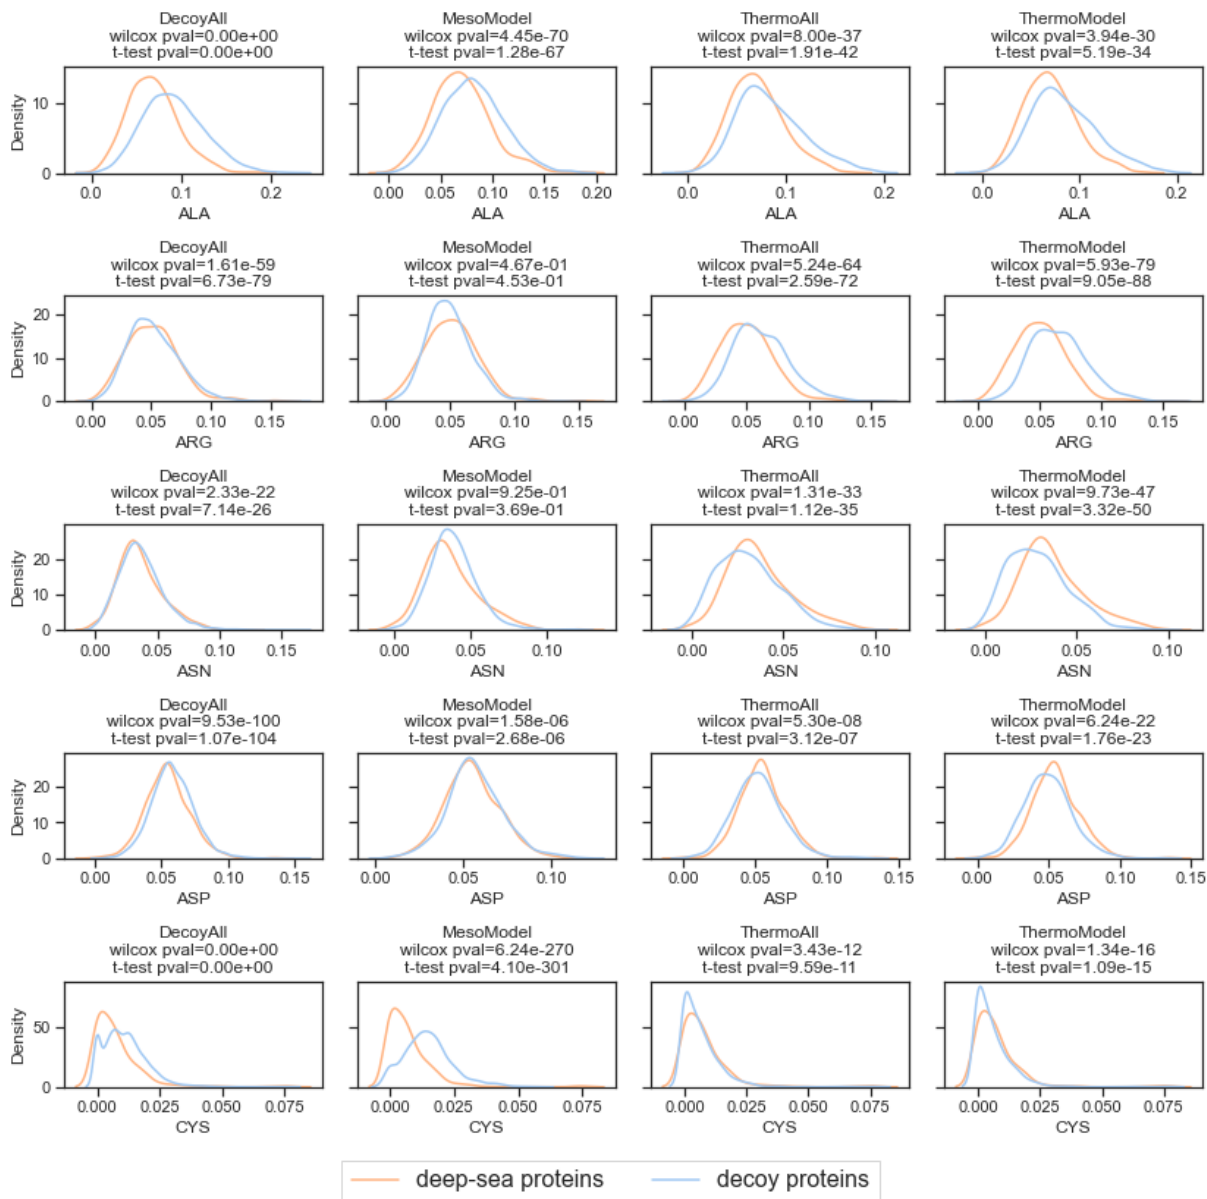 DecoyAll
wilcox pval=0.00e+00
t-test pval=0.00e+00
MesoModel
wilcox pval=4.45e-70
t-test pval=1.28e-67
ThermoAll
wilcox pval=8.00e-37
t-test pval=1.91e-42
ThermoModel
wilcox pval=3.94e-30
t-test pval=5.19e-34
Density
10
0
0.0 0.1 0.2
ALA
0.00 0.05 0.10 0.15 0.20
ALA
0.0 0.1 0.2
ALA
0.0 0.1 0.2
ALA
DecoyAll
wilcox pval=1.61e-59
t-test pval=6.73e-79
MesoModel
wilcox pval=4.67e-01
t-test pval=4.53e-01
ThermoAll
wilcox pval=5.24e-64
t-test pval=2.59e-72
ThermoModel
wilcox pval=5.93e-79
t-test pval=9.05e-88
Density
20
10
0
0.00 0.05 0.10 0.15
ARG
0.00 0.05 0.10 0.15
ARG
0.00 0.05 0.10 0.15
ARG
0.00 0.05 0.10 0.15
ARG
DecoyAll
wilcox pval=2.33e-22
t-test pval=7.14e-26
MesoModel
wilcox pval=9.25e-01
t-test pval=3.69e-01
ThermoAll
wilcox pval=1.31e-33
t-test pval=1.12e-35
ThermoModel
wilcox pval=9.73e-47
t-test pval=3.32e-50
Density
20
10
0
0.00 0.05 0.10 0.15
ASN
0.00 0.05 0.10
ASN
0.00 0.05 0.10
ASN
0.00 0.05 0.10
ASN
DecoyAll
wilcox pval=9.53e-100
t-test pval=1.07e-104
MesoModel
wilcox pval=1.58e-06
t-test pval=2.68e-06
ThermoAll
wilcox pval=5.30e-08
t-test pval=3.12e-07
ThermoModel
wilcox pval=6.24e-22
t-test pval=1.76e-23
Density
20
10
0
0.00 0.05 0.10 0.15
ASP
0.00 0.05 0.10
ASP
0.00 0.05 0.10 0.15
ASP
0.00 0.05 0.10 0.15
ASP
DecoyAll
wilcox pval=0.00e+00
t-test pval=0.00e+00
MesoModel
wilcox pval=6.24e-270
t-test pval=4.10e-301
ThermoAll
wilcox pval=3.43e-12
t-test pval=9.59e-11
ThermoModel
wilcox pval=1.34e-16
t-test pval=1.09e-15
Density
50
0
0.000 0.025 0.050 0.075
CYS
0.000 0.025 0.050 0.075
CYS
0.000 0.025 0.050 0.075
CYS
0.000 0.025 0.050 0.075
CYS
deep-sea proteins
decoy proteins